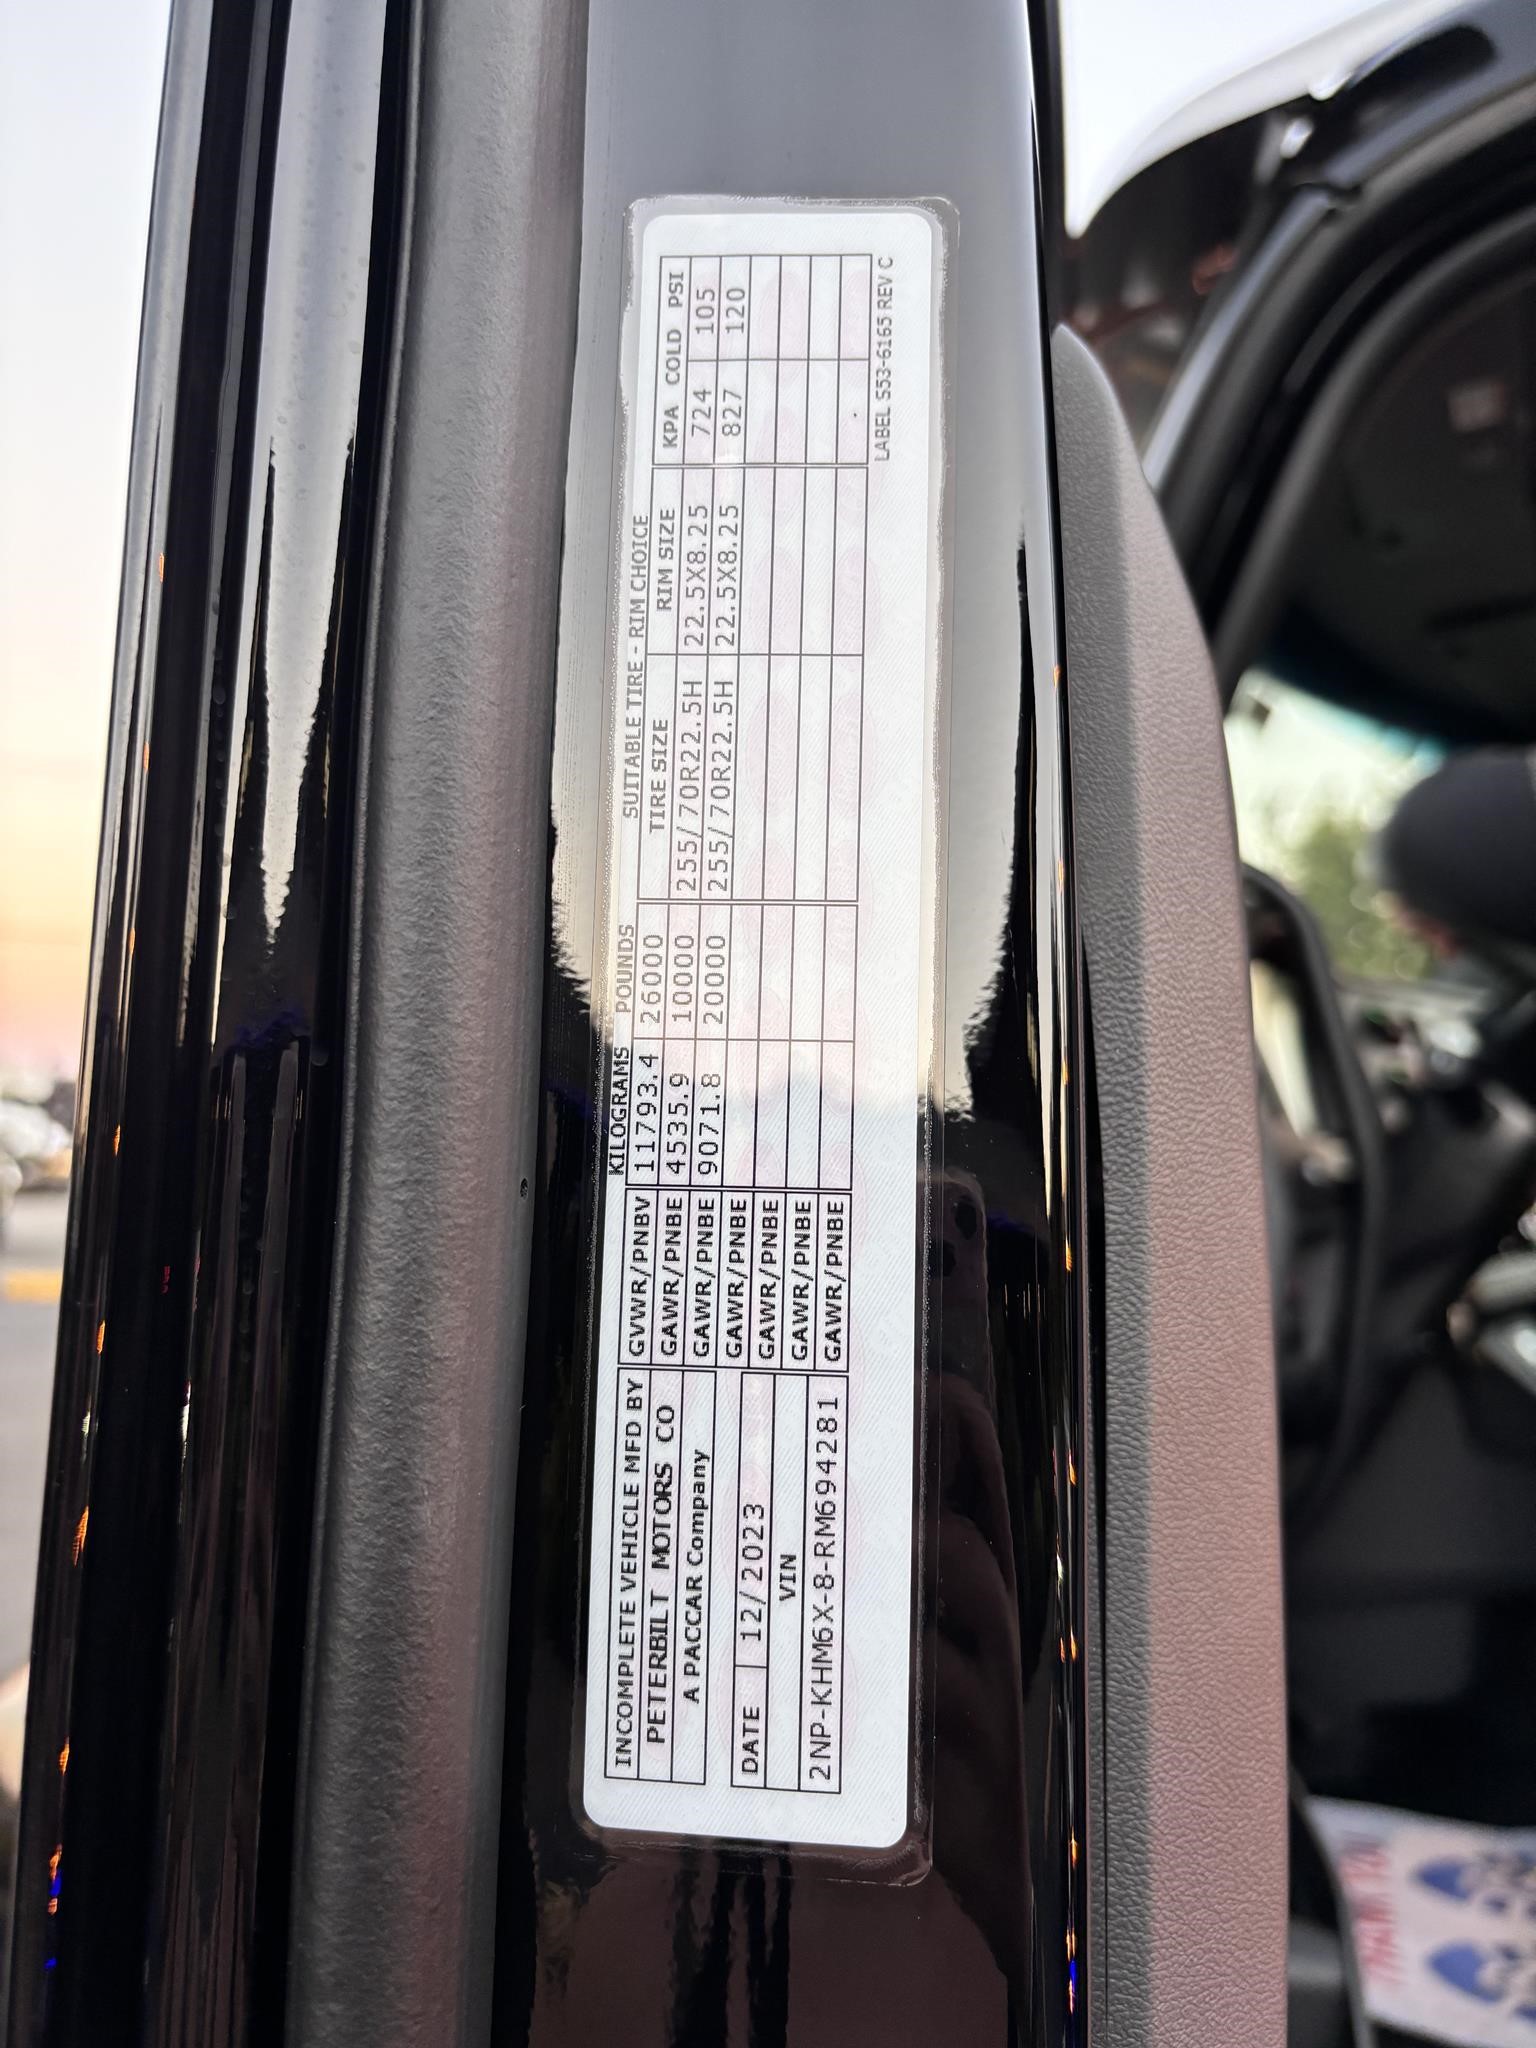 INCOMPLETE VEHICLE MFD BY
PETERBILT MOTORS CO
A PACCAR Company
DATE 12/2023
VIN
2NP-KHM6X-8-RM694281
KILOGRAMS POUNDS
GVWR/PNBV 11793.4 26000
GAWR/PNBE 4535.9 10000
GAWR/PNBE 9071.8 20000
GAWR/PNBE
GAWR/PNBE
GAWR/PNBE
GAWR/PNBE
SUITABLE TIRE - RIM CHOICE
TIRE SIZE RIM SIZE KPA COLD PSI
255/70R22.5H 22.5X8.25 724 105
255/70R22.5H 22.5X8.25 827 120
LABEL S53-6165 REV C